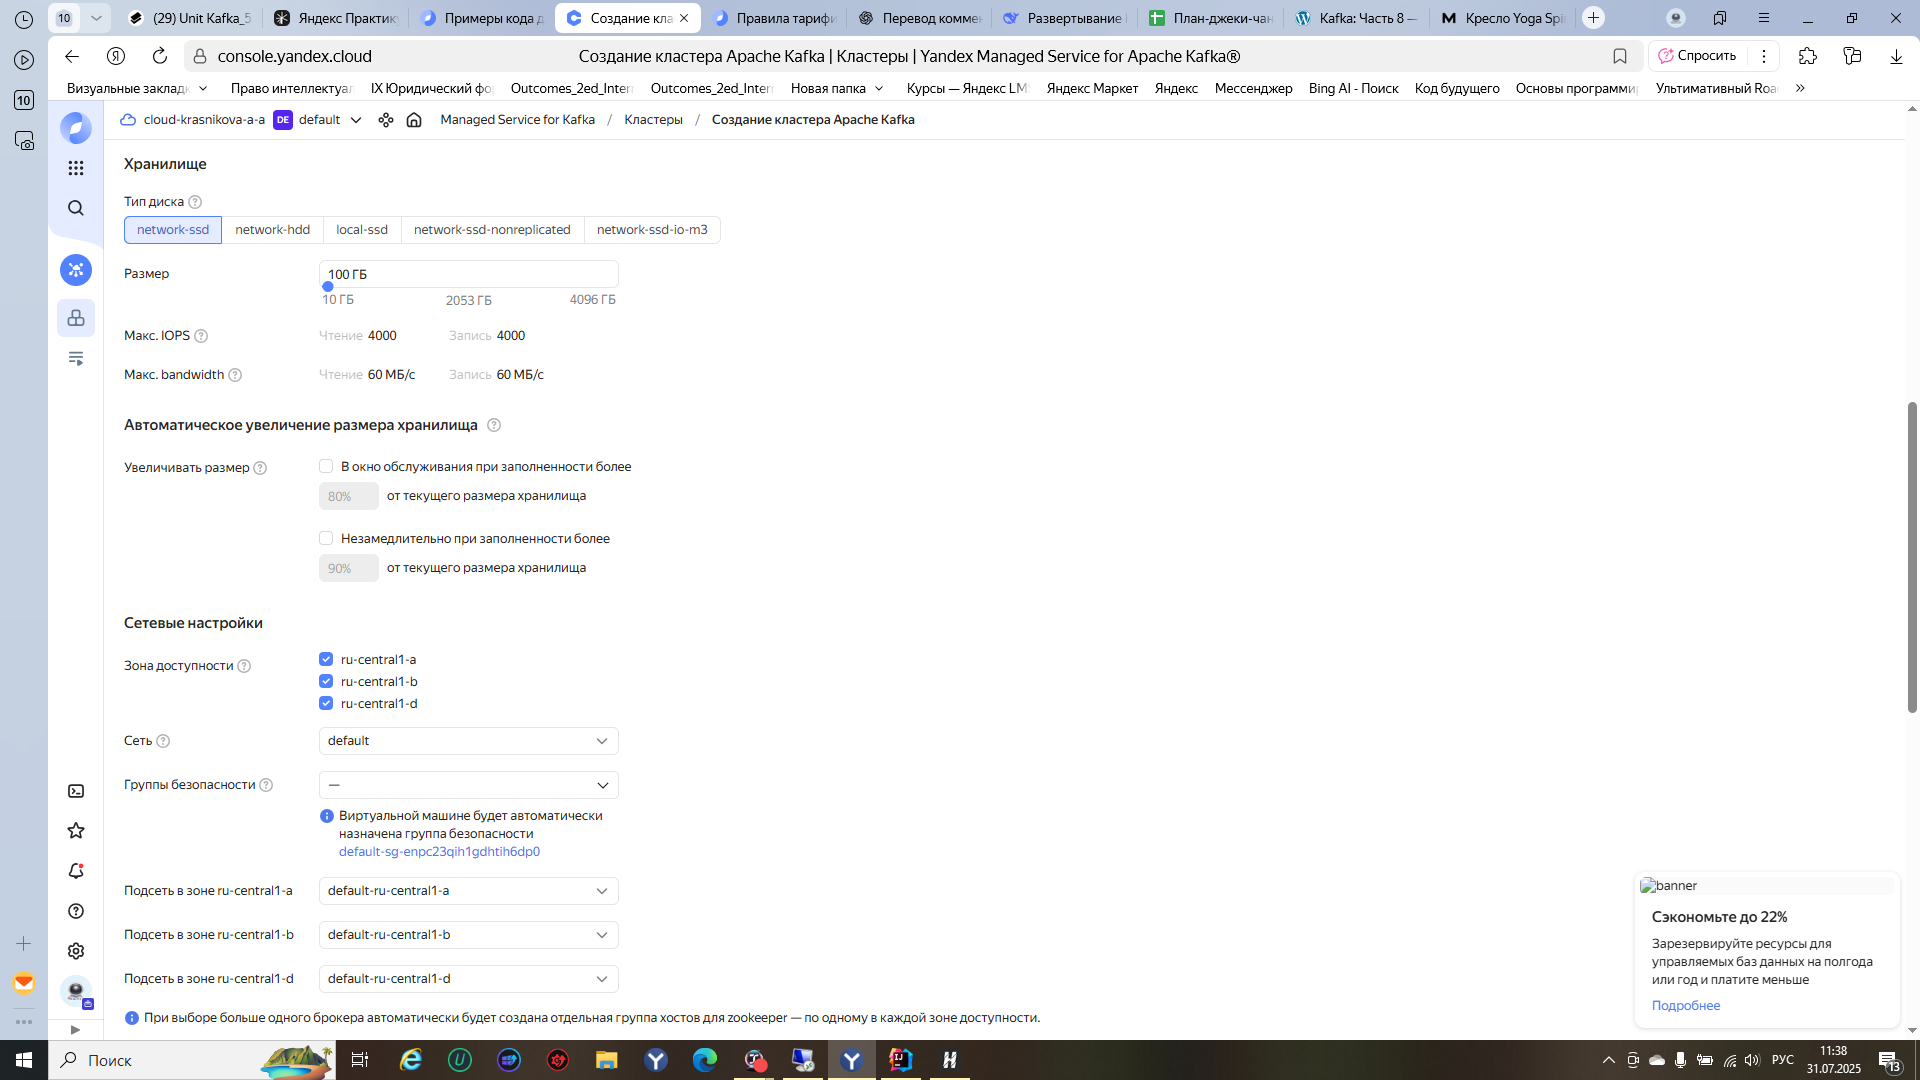 10
(29) Unit Kafka_5
Яндекс Практику
Примеры кода д
Создание кла
Правила тарифи
Перевод коммен
Развертывание
План-джеки-чан
Kafka: Часть 8 —
Кресло Yoga Spi
console.yandex.cloud
Создание кластера Apache Kafka | Кластеры | Yandex Managed Service for Apache Kafka®
Спросить
Визуальные заклад
Право интеллектуал
IX Юридический фо
Outcomes_2ed_Inter
Outcomes_2ed_Inter
Новая папка
Курсы — Яндекс LM
Яндекс Маркет
Яндекс
Мессенджер
Bing AI - Поиск
Код будущего
Основы программи
Ультимативный Roa
10
cloud-krasnikova-a-a
DE
default
Managed Service for Kafka / Кластеры / Создание кластера Apache Kafka
Хранилище
Тип диска
network-ssd
network-hdd
local-ssd
network-ssd-nonreplicated
network-ssd-io-m3
Размер
100 ГБ
10 ГБ
2053 ГБ
4096 ГБ
Макс. IOPS
Чтение 4000
Запись 4000
Макс. bandwidth
Чтение 60 МБ/с
Запись 60 МБ/с
Автоматическое увеличение размера хранилища
Увеличивать размер
В окно обслуживания при заполненности более
80% от текущего размера хранилища
Незамедлительно при заполненности более
90% от текущего размера хранилища
Сетевые настройки
Зона доступности
ru-central1-a
ru-central1-b
ru-central1-d
Сеть
default
Группы безопасности
—
Виртуальной машине будет автоматически
назначена группа безопасности
default-sg-enpc23qih1gdhtih6dp0
Подсеть в зоне ru-central1-a
default-ru-central1-a
Подсеть в зоне ru-central1-b
default-ru-central1-b
Подсеть в зоне ru-central1-d
default-ru-central1-d
При выборе больше одного брокера автоматически будет создана отдельная группа хостов для zookeeper — по одному в каждой зоне доступности.
banner
Сэкономьте до 22%
Зарезервируйте ресурсы для
управляемых баз данных на полгода
или год и платите меньше
Подробнее
Поиск
РУС
11:38
31.07.2025
13